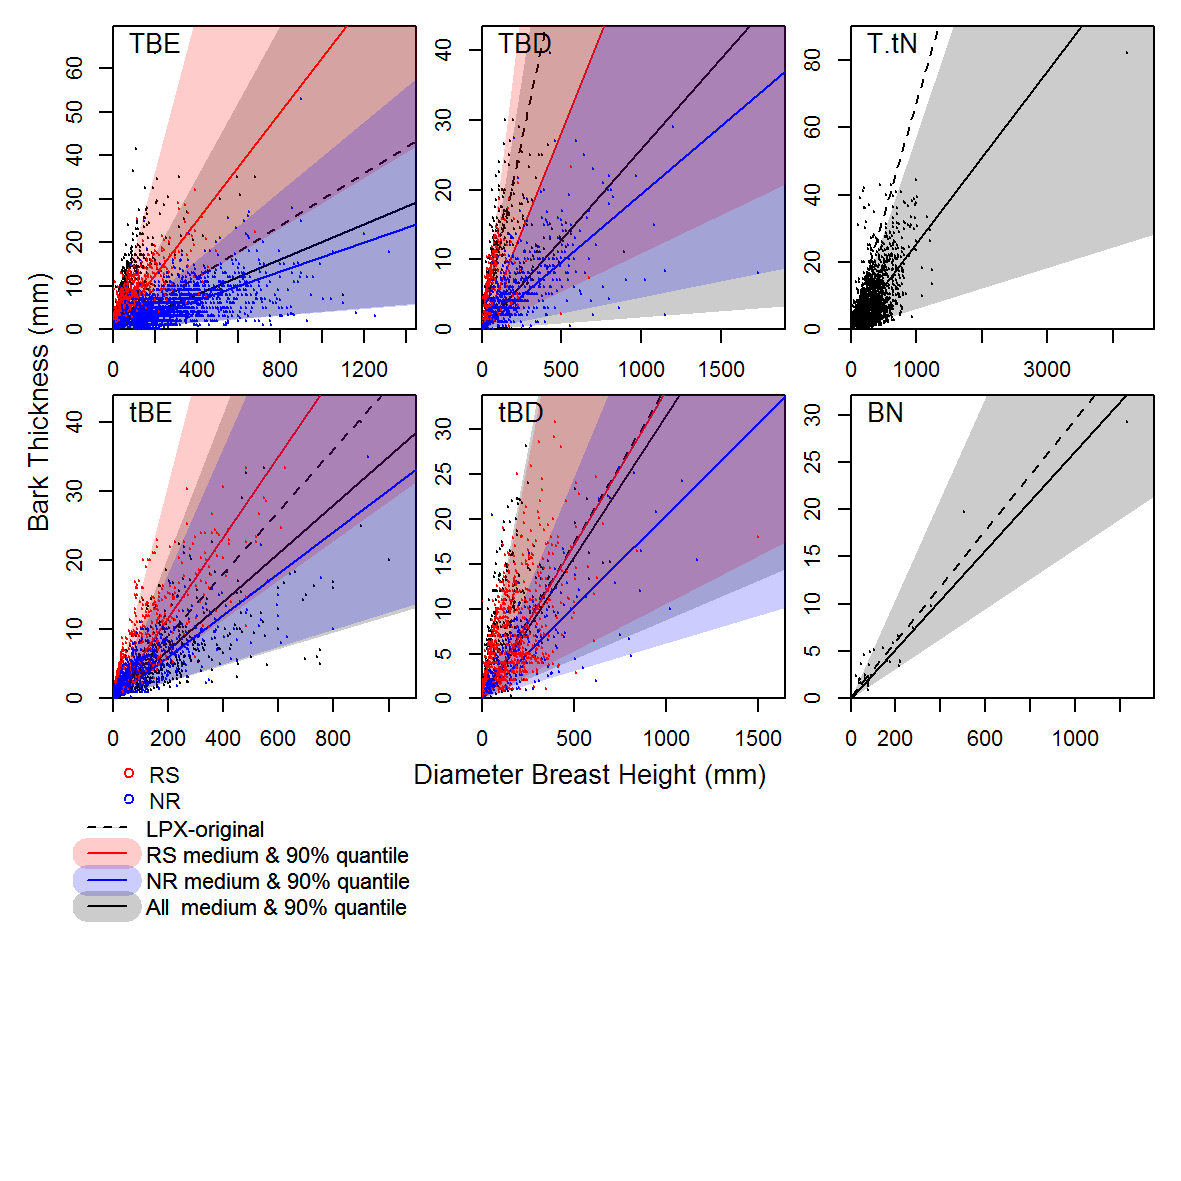 TBE
TBD
T.tN
0 10 20 30 40 50 60
0 10 20 30 40
0 20 40 60 80
0 400 800 1200
0 500 1000 1500
0 1000 3000
Bark Thickness (mm)
tBE
tBD
BN
0 10 20 30 40
0 5 10 15 20 25 30
0 5 10 15 20 25 30
0 200 400 600 800
0 500 1000 1500
0 200 600 1000
Diameter Breast Height (mm)
RS
NR
LPX-original
RS medium & 90% quantile
NR medium & 90% quantile
All medium & 90% quantile